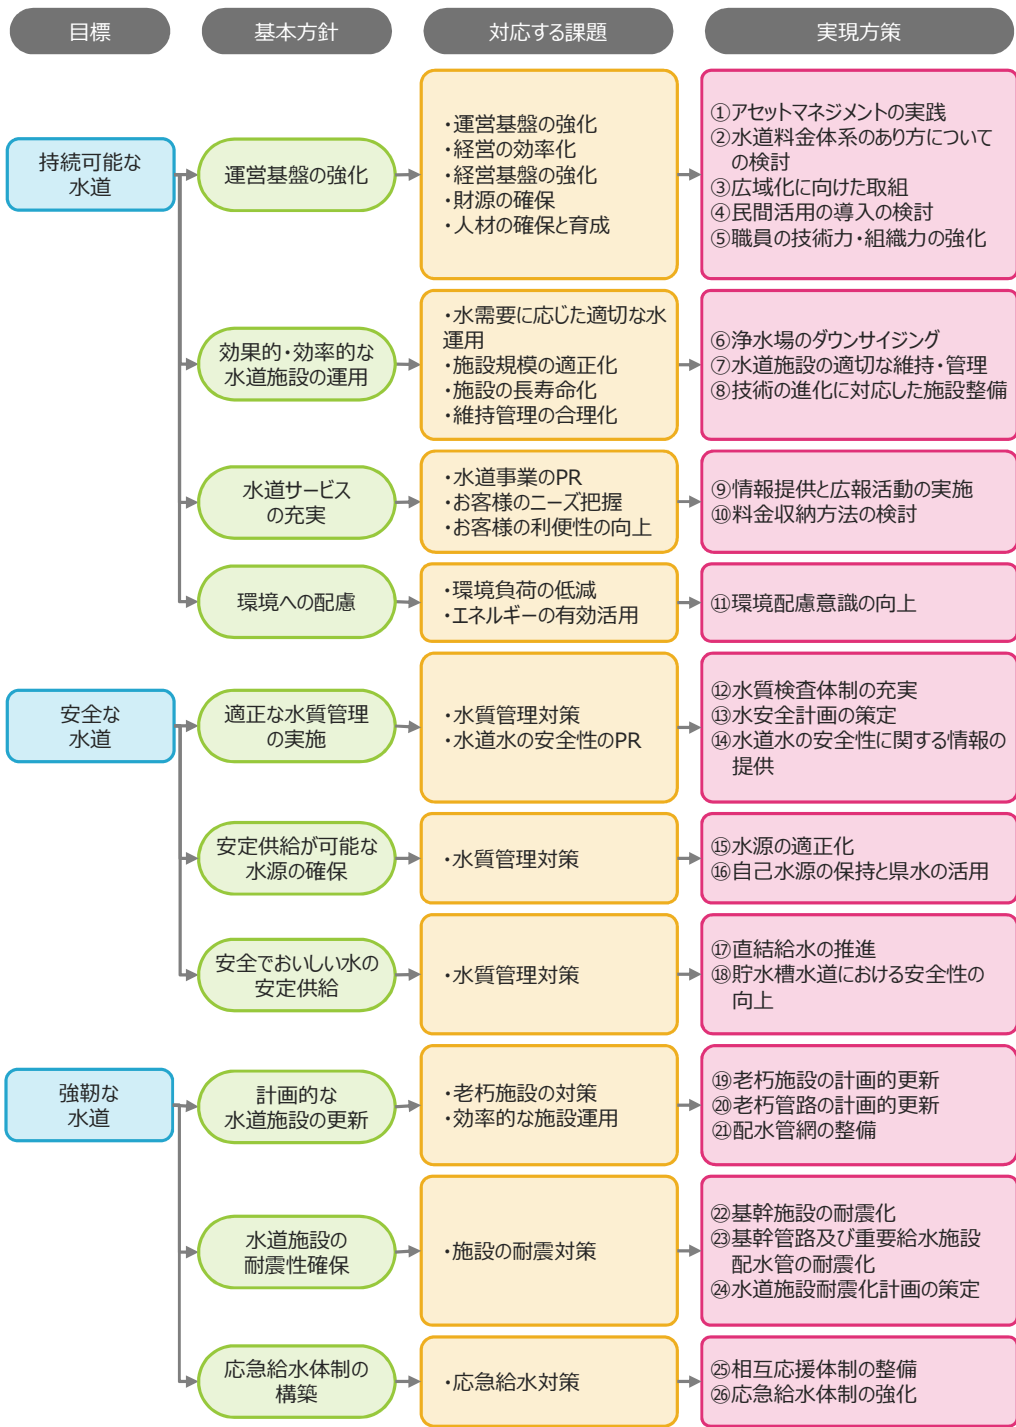 目標
基本方針
対応する課題
実現方策
持続可能な
水道
運営基盤の強化
・運営基盤の強化
・経営の効率化
・経営基盤の強化
・財源の確保
・人材の確保と育成
①アセットマネジメントの実践
②水道料金体系のあり方について
の検討
③広域化に向けた取組
④民間活用の導入の検討
⑤職員の技術力・組織力の強化
効果的・効率的な
水道施設の運用
・水需要に応じた適切な水
運用
・施設規模の適正化
・施設の長寿命化
・維持管理の合理化
⑥浄水場のダウンサイジング
⑦水道施設の適切な維持・管理
⑧技術の進化に対応した施設整備
水道サービス
の充実
・水道事業のPR
・お客様のニーズ把握
・お客様の利便性の向上
⑨情報提供と広報活動の実施
⑩料金収納方法の検討
環境への配慮
・環境負荷の低減
・エネルギーの有効活用
⑪環境配慮意識の向上
安全な
水道
適正な水質管理
の実施
・水質管理対策
・水道水の安全性のPR
⑫水質検査体制の充実
⑬水安全計画の策定
⑭水道水の安全性に関する情報の
提供
安定供給が可能な
水源の確保
・水質管理対策
⑮水源の適正化
⑯自己水源の保持と県水の活用
安全でおいしい水の
安定供給
・水質管理対策
⑰直結給水の推進
⑱貯水槽水道における安全性の
向上
強靭な
水道
計画的な
水道施設の更新
・老朽施設の対策
・効率的な施設運用
⑲老朽施設の計画的更新
⑳老朽管路の計画的更新
㉑配水管網の整備
水道施設の
耐震性確保
・施設の耐震対策
㉒基幹施設の耐震化
㉓基幹管路及び重要給水施設
配水管の耐震化
㉔水道施設耐震化計画の策定
応急給水体制の
構築
・応急給水対策
㉕相互応援体制の整備
㉖応急給水体制の強化